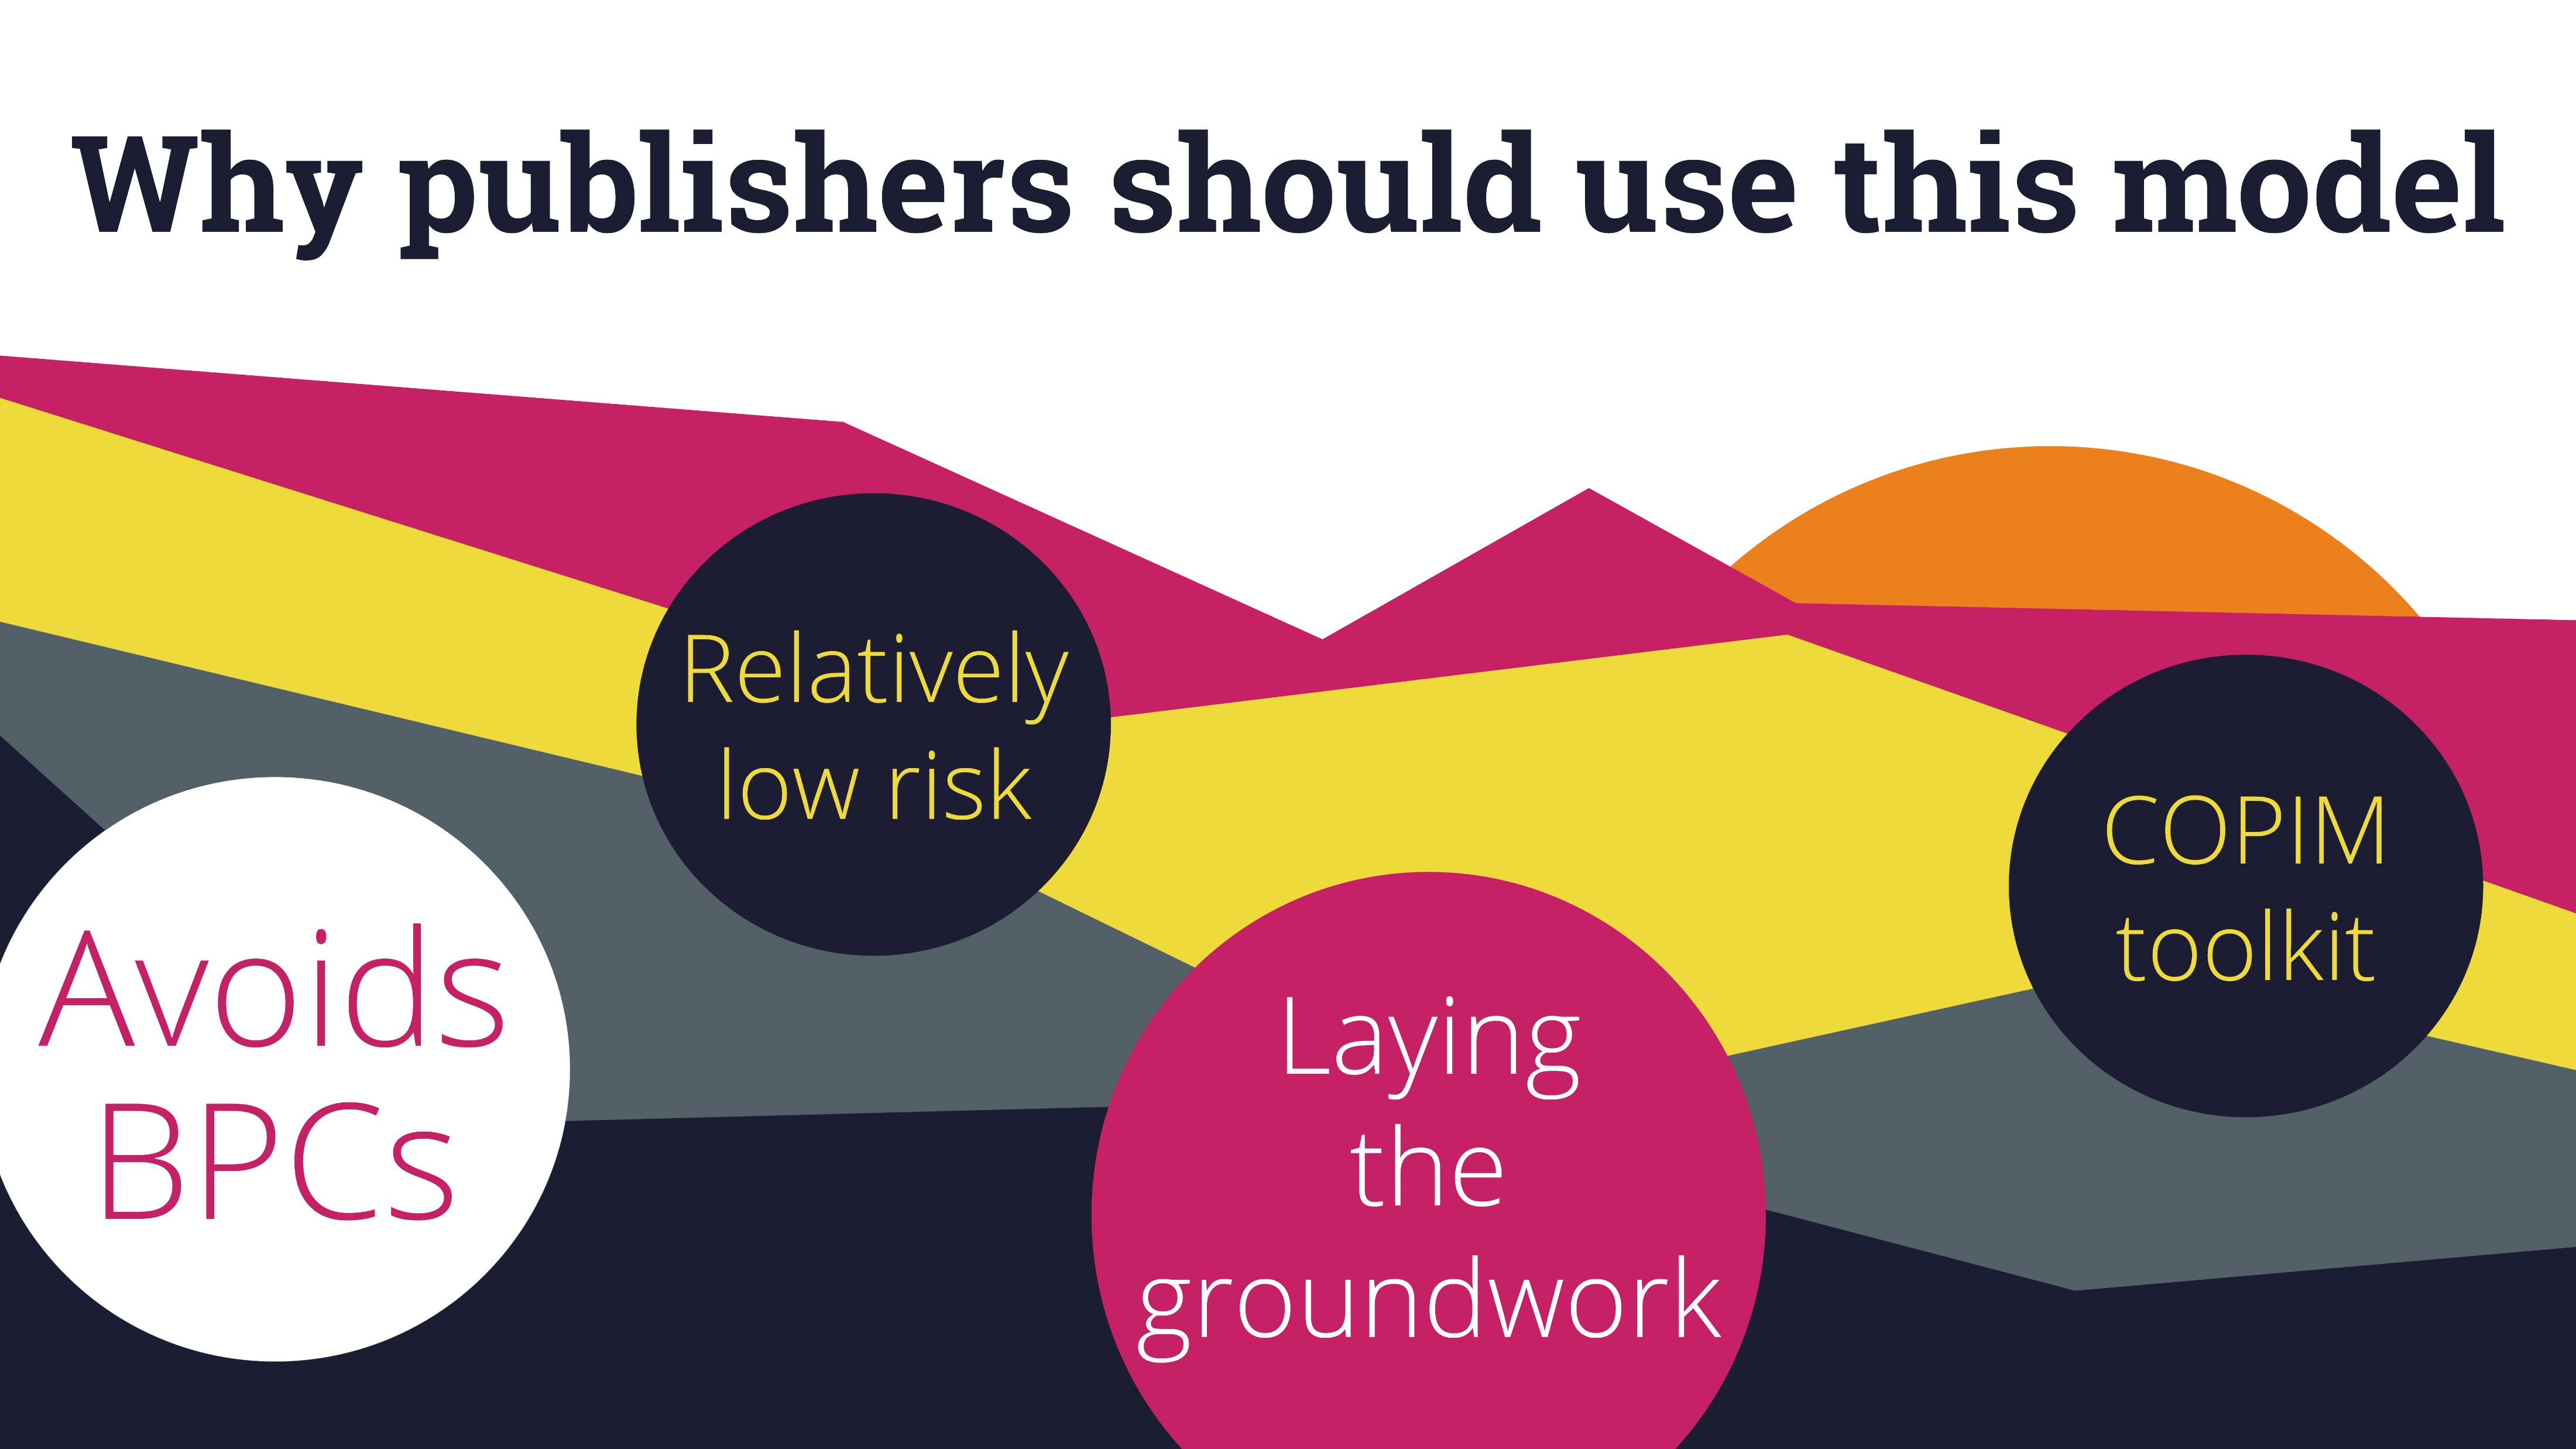 Why publishers should use this model
Avoids
BPCs
Relatively
low risk
Laying
the
groundwork
COPIM
toolkit